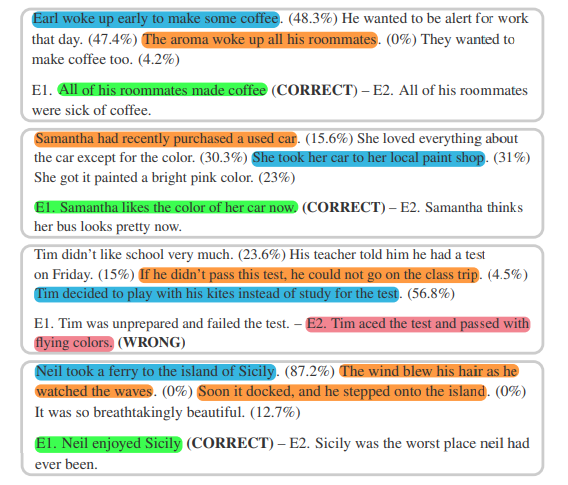 Earl woke up early to make some coffee. (48.3%) He wanted to be alert for work
that day. (47.4%) The aroma woke up all his roommates. (0%) They wanted to
make coffee too. (4.2%)
E1. All of his roommates made coffee (CORRECT) – E2. All of his roommates
were sick of coffee.
Samantha had recently purchased a used car. (15.6%) She loved everything about
the car except for the color. (30.3%) She took her car to her local paint shop. (31%)
She got it painted a bright pink color. (23%)
E1. Samantha likes the color of her car now. (CORRECT) – E2. Samantha thinks
her bus looks pretty now.
Tim didn't like school very much. (23.6%) His teacher told him he had a test
on Friday. (15%) If he didn't pass this test, he could not go on the class trip. (4.5%)
Tim decided to play with his kites instead of study for the test. (56.8%)
E1. Tim was unprepared and failed the test. – E2. Tim aced the test and passed with
flying colors. (WRONG)
Neil took a ferry to the island of Sicily. (87.2%) The wind blew his hair as he
watched the waves. (0%) Soon it docked, and he stepped onto the island. (0%)
It was so breathtakingly beautiful. (12.7%)
E1. Neil enjoyed Sicily (CORRECT) – E2. Sicily was the worst place neil had
ever been.